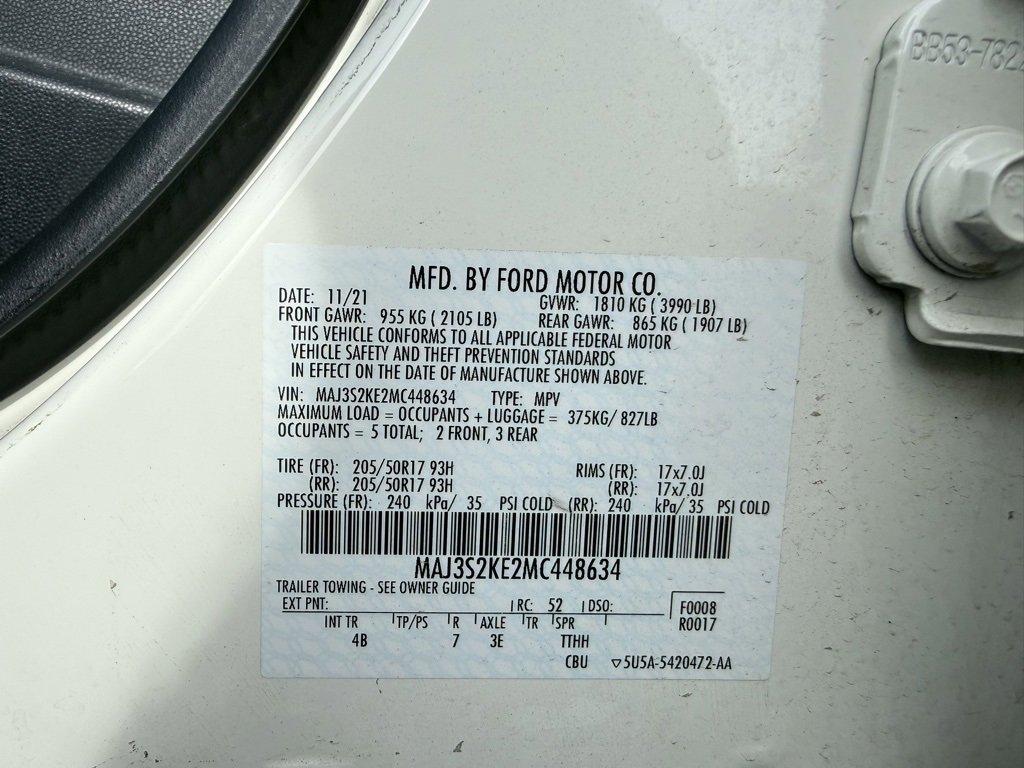 BB53-782
MFD. BY FORD MOTOR CO.
DATE: 11/21 GVWR: 1810 KG ( 3990 LB)
FRONT GAWR: 955 KG ( 2105 LB) REAR GAWR: 865 KG ( 1907 LB)
THIS VEHICLE CONFORMS TO ALL APPLICABLE FEDERAL MOTOR
VEHICLE SAFETY AND THEFT PREVENTION STANDARDS
IN EFFECT ON THE DATE OF MANUFACTURE SHOWN ABOVE.
VIN: MAJ3S2KE2MC448634 TYPE: MPV
MAXIMUM LOAD = OCCUPANTS + LUGGAGE = 375KG/ 827LB
OCCUPANTS = 5 TOTAL; 2 FRONT, 3 REAR
TIRE (FR): 205/50R17 93H RIMS (FR): 17x7.0J
(RR): 205/50R17 93H (RR): 17x7.0J
PRESSURE (FR): 240 kPa/ 35 PSI COLD (RR): 240 kPa/ 35 PSI COLD
MAJ3S2KE2MC448634
TRAILER TOWING - SEE OWNER GUIDE
EXT PNT: RC: 52 DSO: F0008
INT TR TP/PS R AXLE TR SPR R0017
4B 7 3E TTHH
CBU ▽5U5A-5420472-AA